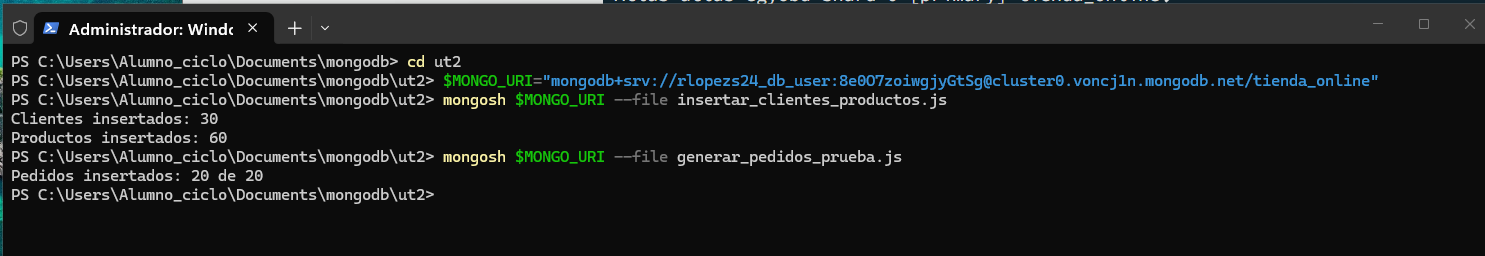 Administrador: Windc
PS C:\Users\Alumno_ciclo\Documents\mongodb> cd ut2
PS C:\Users\Alumno_ciclo\Documents\mongodb\ut2> $MONGO_URI="mongodb+srv://rlopezs24_db_user:8e0O7zoiwgjyGtSg@cluster0.voncj1n.mongodb.net/tienda_online"
PS C:\Users\Alumno_ciclo\Documents\mongodb\ut2> mongosh $MONGO_URI --file insertar_clientes_productos.js
Clientes insertados: 30
Productos insertados: 60
PS C:\Users\Alumno_ciclo\Documents\mongodb\ut2> mongosh $MONGO_URI --file generar_pedidos_prueba.js
Pedidos insertados: 20 de 20
PS C:\Users\Alumno_ciclo\Documents\mongodb\ut2>